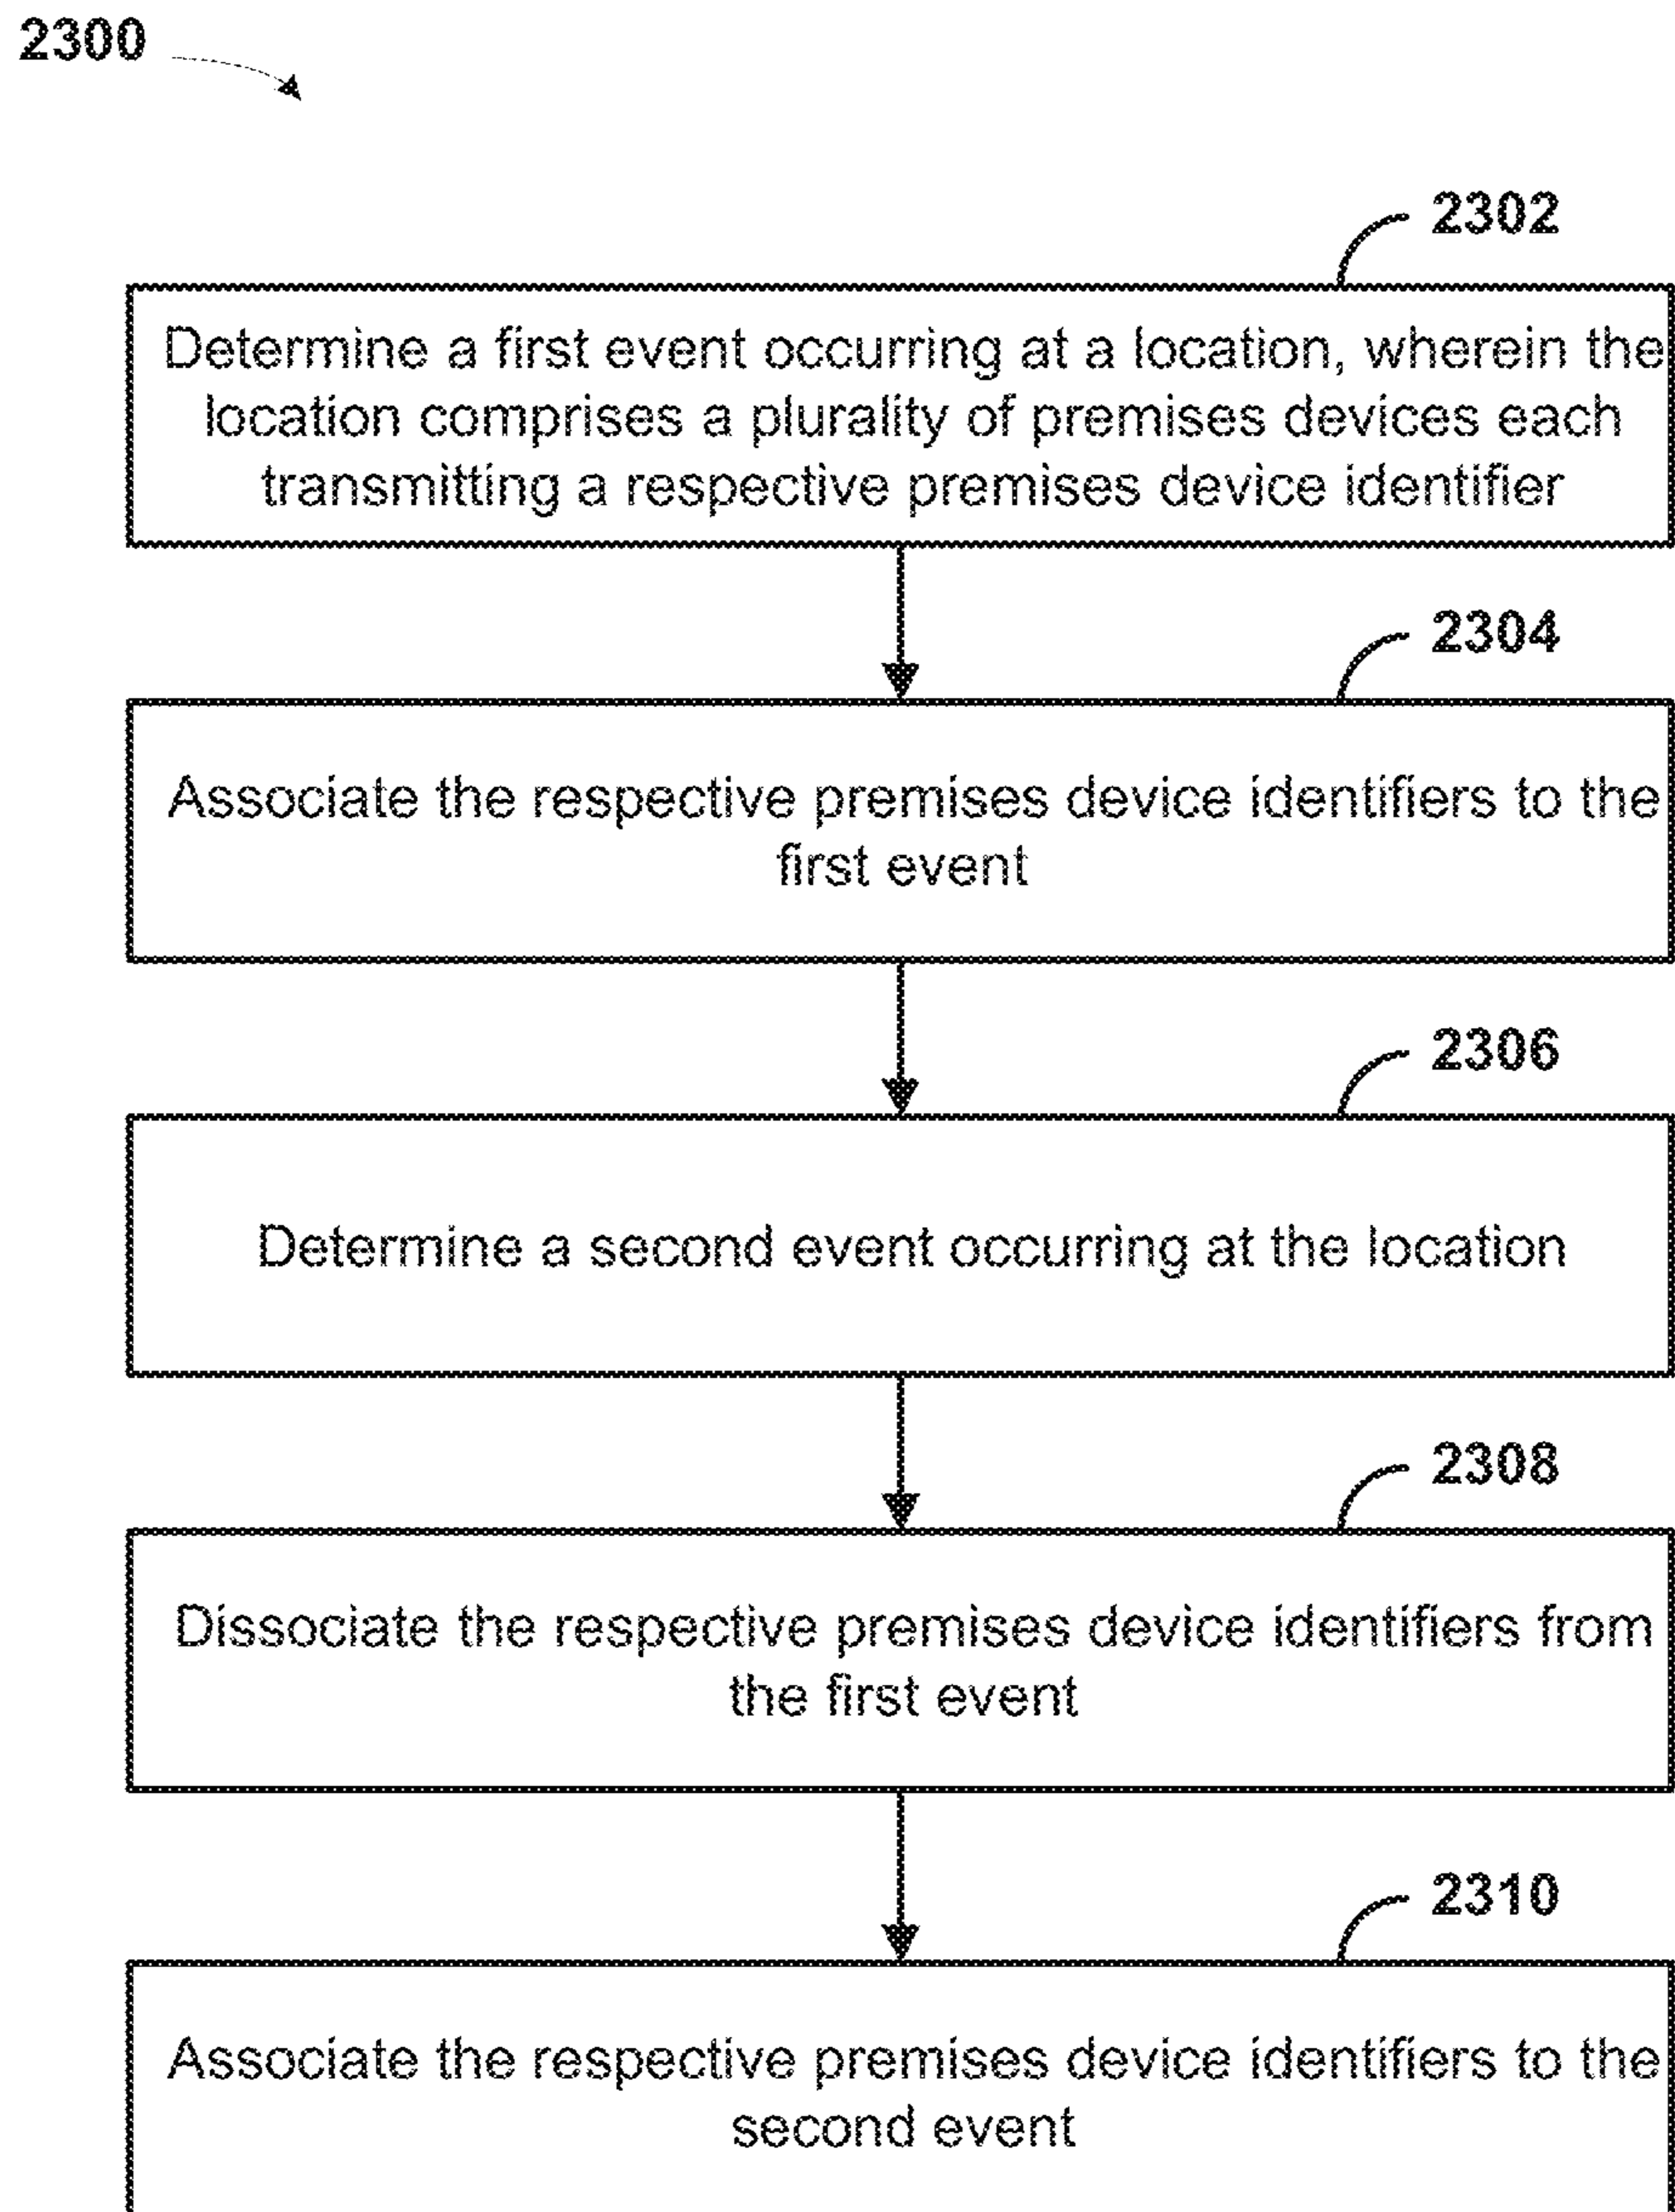 2300
2302
Determine a first event occurring at a location, wherein the
location comprises a plurality of premises devices each
transmitting a respective premises device identifier
2304
Associate the respective premises device identifiers to the
first event
2306
Determine a second event occurring at the location
2308
Dissociate the respective premises device identifiers from
the first event
2310
Associate the respective premises device identifiers to the
second event